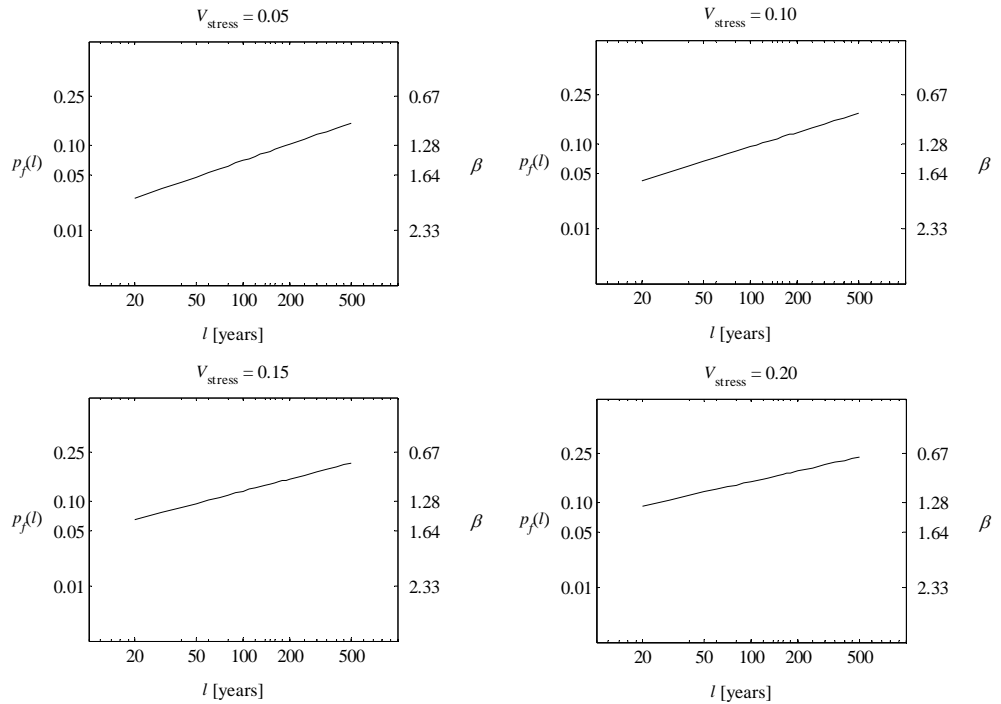 V_stress = 0.05
0.25
0.10
0.05
0.01
p_f(l)
0.67
1.28
1.64
2.33
β
20 50 100 200 500
l [years]
V_stress = 0.10
0.25
0.10
0.05
0.01
p_f(l)
0.67
1.28
1.64
2.33
β
20 50 100 200 500
l [years]
V_stress = 0.15
0.25
0.10
0.05
0.01
p_f(l)
0.67
1.28
1.64
2.33
β
20 50 100 200 500
l [years]
V_stress = 0.20
0.25
0.10
0.05
0.01
p_f(l)
0.67
1.28
1.64
2.33
β
20 50 100 200 500
l [years]